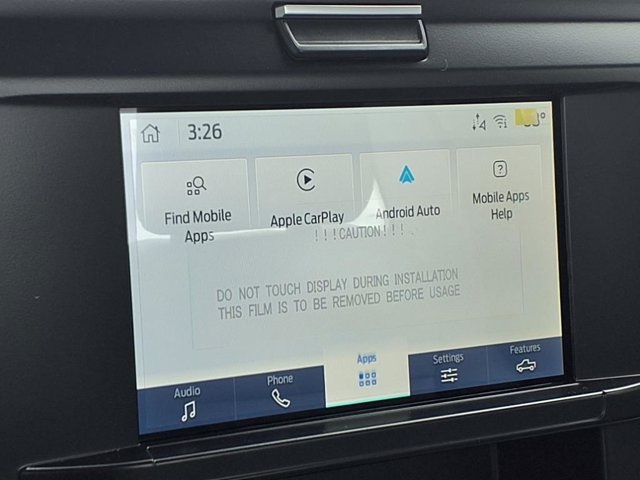 3:26
Find Mobile
Apps
Apple CarPlay
Android Auto
Mobile Apps
Help
!!!CAUTION!!!.
DO NOT TOUCH DISPLAY DURING INSTALLATION
THIS FILM IS TO BE REMOVED BEFORE USAGE
Audio
Phone
Apps
Settings
Features